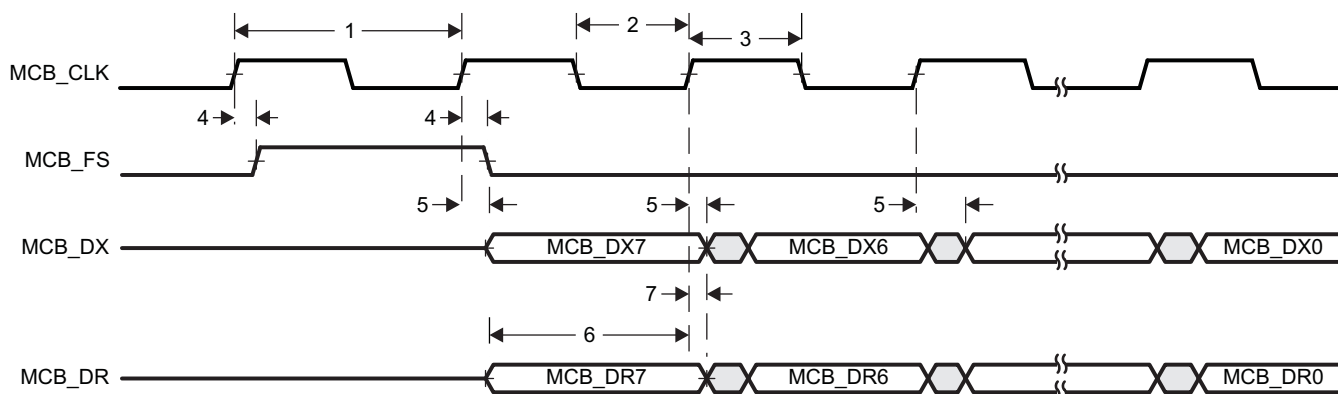 1 2 3
MCB_CLK
4 4
MCB_FS
5 5 5
MCB_DX MCB_DX7 MCB_DX6 MCB_DX0
7
6
MCB_DR MCB_DR7 MCB_DR6 MCB_DR0